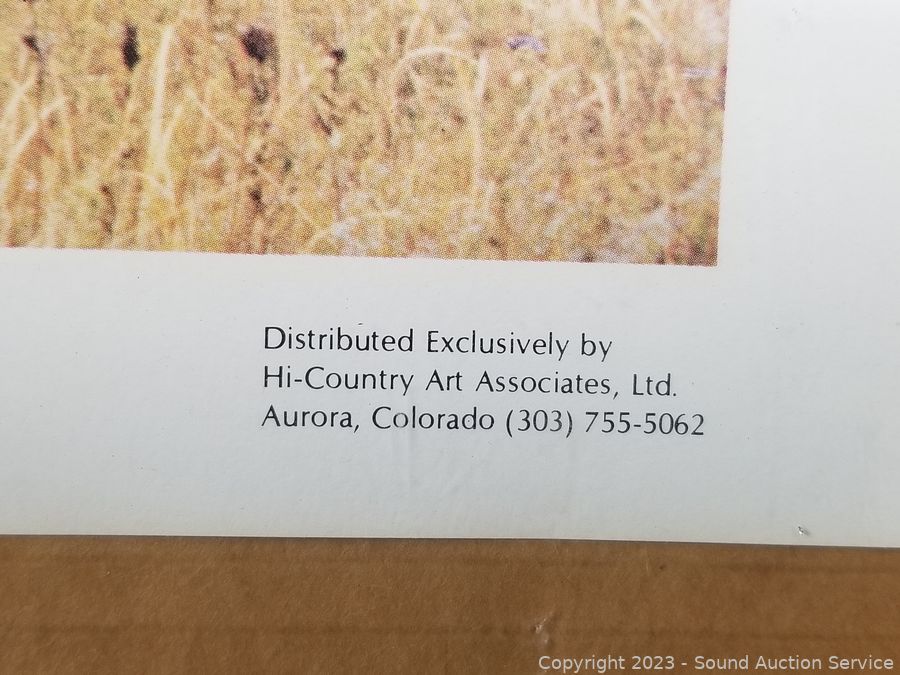 Distributed Exclusively by
Hi-Country Art Associates, Ltd.
Aurora, Colorado (303) 755-5062
Copyright 2023 - Sound Auction Service